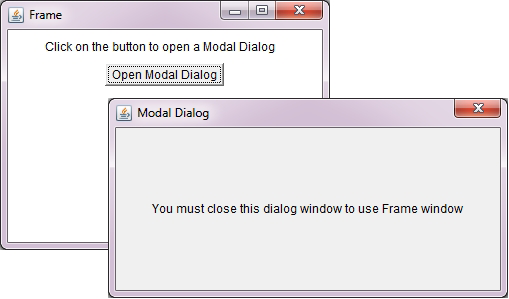 Frame
Click on the button to open a Modal Dialog
Open Modal Dialog
Modal Dialog
You must close this dialog window to use Frame window